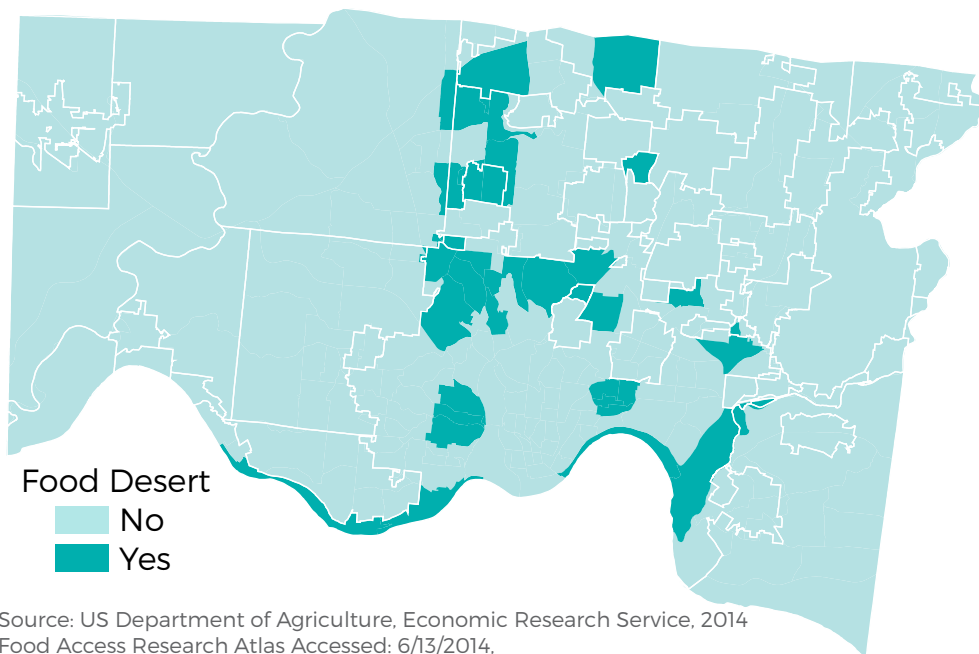 Food Desert
No
Yes
Source: US Department of Agriculture, Economic Research Service, 2014
Food Access Research Atlas Accessed: 6/13/2014,